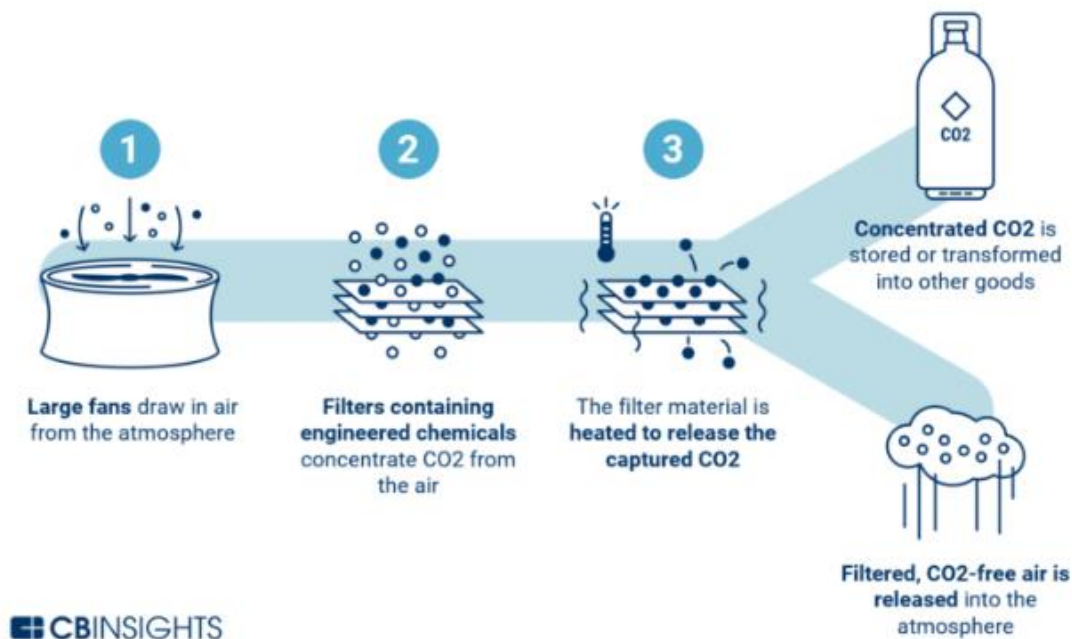 1
Large fans draw in air
from the atmosphere
2
Filters containing
engineered chemicals
concentrate CO2 from
the air
3
The filter material is
heated to release the
captured CO2
CO2
Concentrated CO2 is
stored or transformed
into other goods
Filtered, CO2-free air is
released into the
atmosphere
CBINSIGHTS